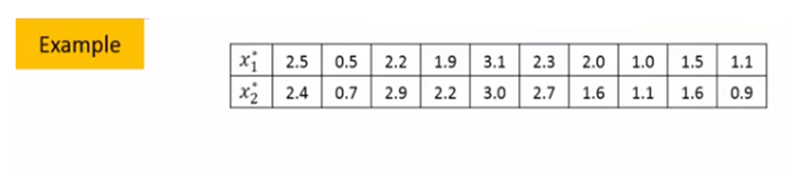 Example
x₁* 2.5 0.5 2.2 1.9 3.1 2.3 2.0 1.0 1.5 1.1
x₂* 2.4 0.7 2.9 2.2 3.0 2.7 1.6 1.1 1.6 0.9